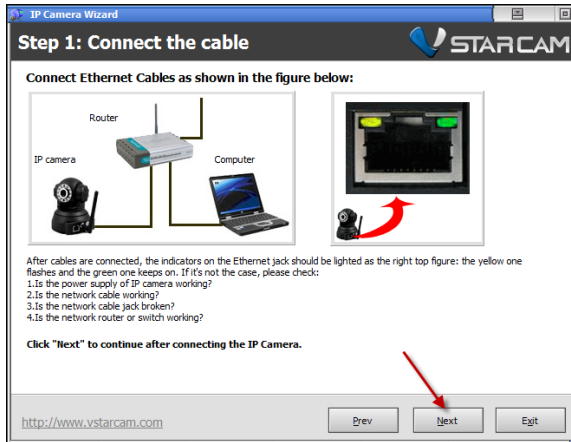 IP Camera Wizard
Step 1: Connect the cable
STARCAM
Connect Ethernet Cables as shown in the figure below:
Router
IP camera
Computer
After cables are connected, the indicators on the Ethernet jack should be lighted as the right top figure: the yellow one
flashes and the green one keeps on. If it's not the case, please check:
1.Is the power supply of IP camera working?
2.Is the network cable working?
3.Is the network cable jack broken?
4.Is the network router or switch working?
Click "Next" to continue after connecting the IP Camera.
http://www.vstarcam.com
Prev
Next
Exit